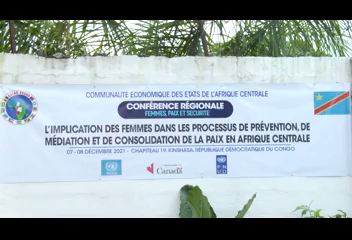 COMMUNAUTE ECONOMIQUE DES ETATS DE L'AFRIQUE CENTRALE
CONFÉRENCE RÉGIONALE
FEMMES, PAIX ET SECURITE
L'IMPLICATION DES FEMMES DANS LES PROCESSUS DE PRÉVENTION, DE
MÉDIATION ET DE CONSOLIDATION DE LA PAIX EN AFRIQUE CENTRALE
07 - 08 DÉCEMBRE 2021 - CHAPITEAU 19, KINSHASA, RÉPUBLIQUE DÉMOCRATIQUE DU CONGO
Canada